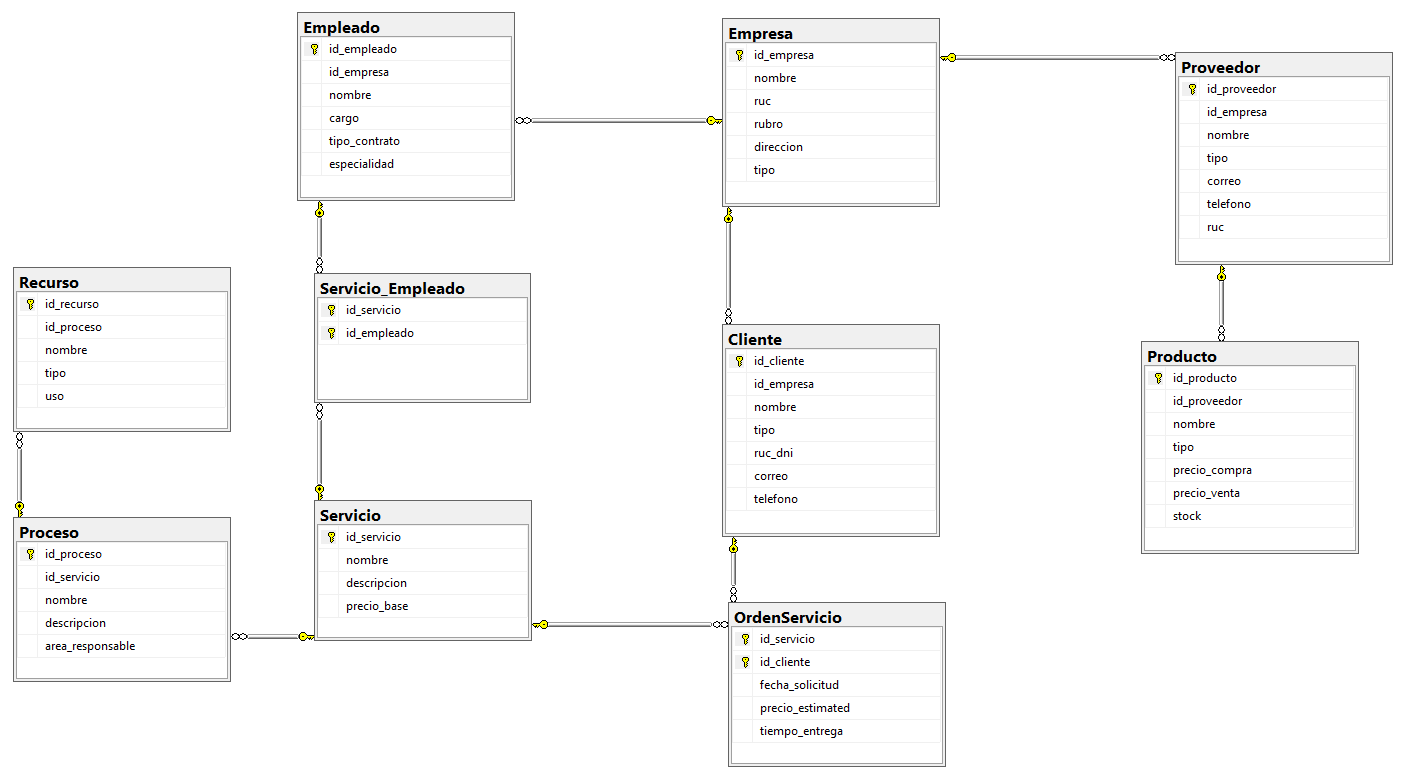 Empleado
id_empleado
id_empresa
nombre
cargo
tipo_contrato
especialidad
Empresa
id_empresa
nombre
ruc
rubro
direccion
tipo
Proveedor
id_proveedor
id_empresa
nombre
tipo
correo
telefono
ruc
Recurso
id_recurso
id_proceso
nombre
tipo
uso
Servicio_Empleado
id_servicio
id_empleado
Cliente
id_cliente
id_empresa
nombre
tipo
ruc_dni
correo
telefono
Producto
id_producto
id_proveedor
nombre
tipo
precio_compra
precio_venta
stock
Proceso
id_proceso
id_servicio
nombre
descripcion
area_responsable
Servicio
id_servicio
nombre
descripcion
precio_base
OrdenServicio
id_servicio
id_cliente
fecha_solicitud
precio_estimated
tiempo_entrega